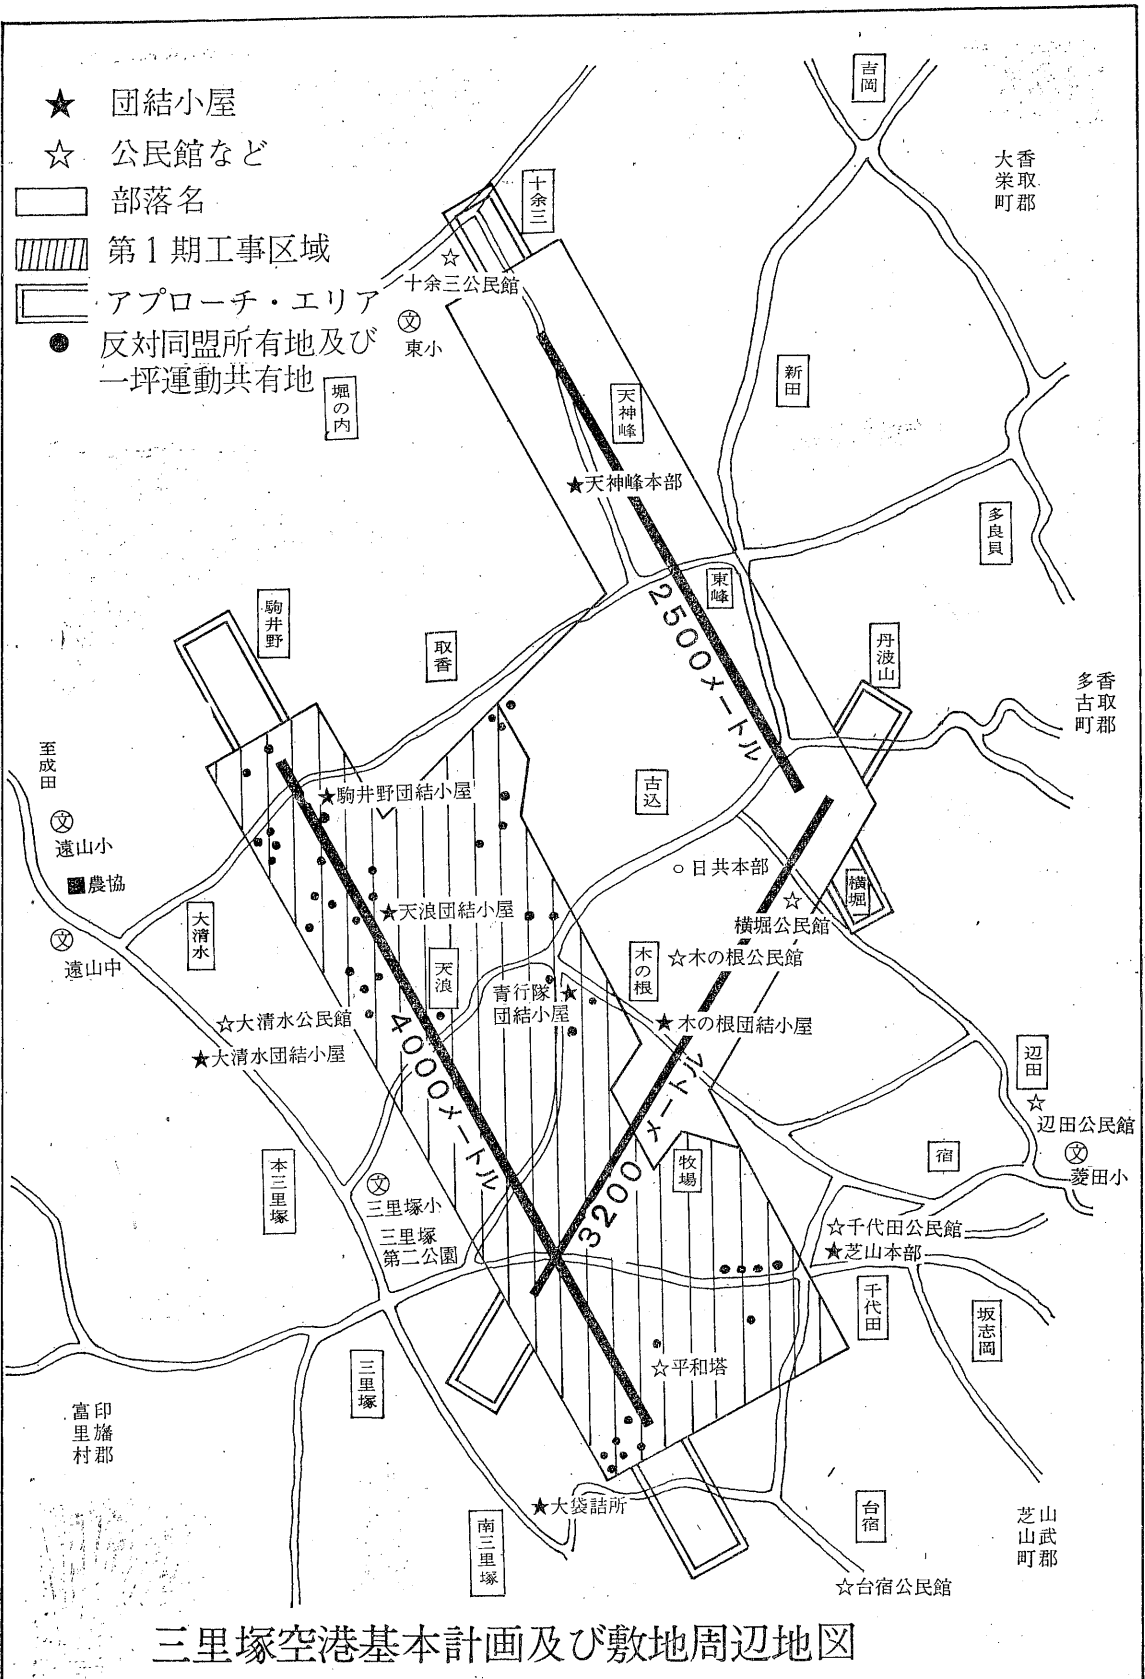 ★ 団結小屋
☆ 公民館など
部落名
第1期工事区域
アプローチ・エリア
● 反対同盟所有地及び
一坪運動共有地
吉岡
香取郡
大栄町
十余三
☆
十余三公民館
文
東小
堀の内
新田
天神峰
★天神峰本部
多良貝
東峰
2500メートル
駒井野
取香
丹波山
香取郡
多古町
至成田
文
遠山小
■農協
文
遠山中
大清水
★駒井野団結小屋
古込
○日共本部
★天浪団結小屋
横堀
☆
横堀公民館
天浪
木の根
☆木の根公民館
青行隊★
団結小屋
☆大清水公民館
★大清水団結小屋
★木の根団結小屋
4000メートル
辺田
☆
辺田公民館
文
菱田小
宿
本三里塚
文
三里塚小
三里塚
第二公園
牧場
3200メートル
☆千代田公民館
★芝山本部
千代田
坂志岡
三里塚
☆平和塔
印旛郡
富里村
★大袋詰所
南三里塚
台宿
山武郡
芝山町
☆台宿公民館
三里塚空港基本計画及び敷地周辺地図